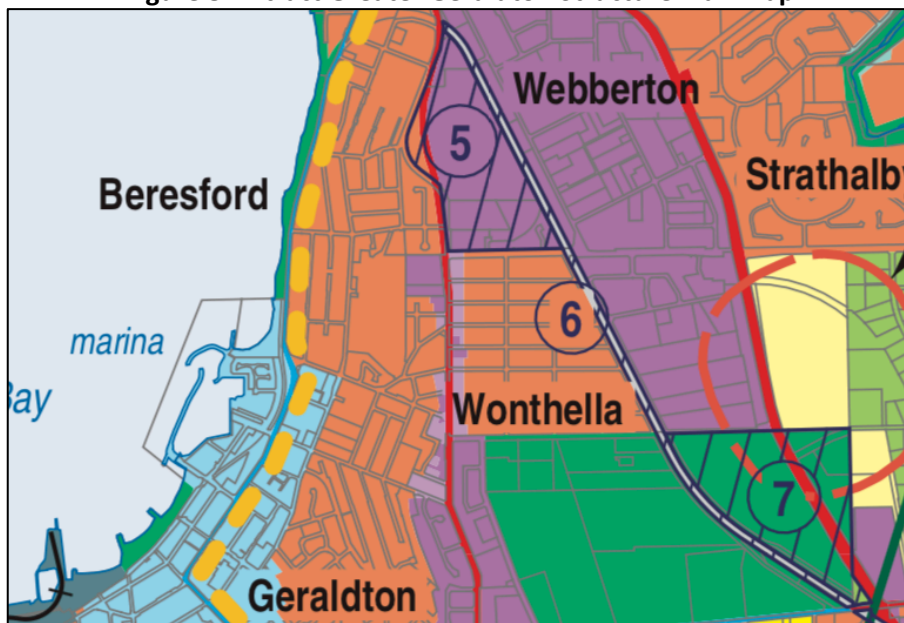 Webberton
5
Strathalby
Beresford
6
marina
Bay
Wonthella
7
Geraldton